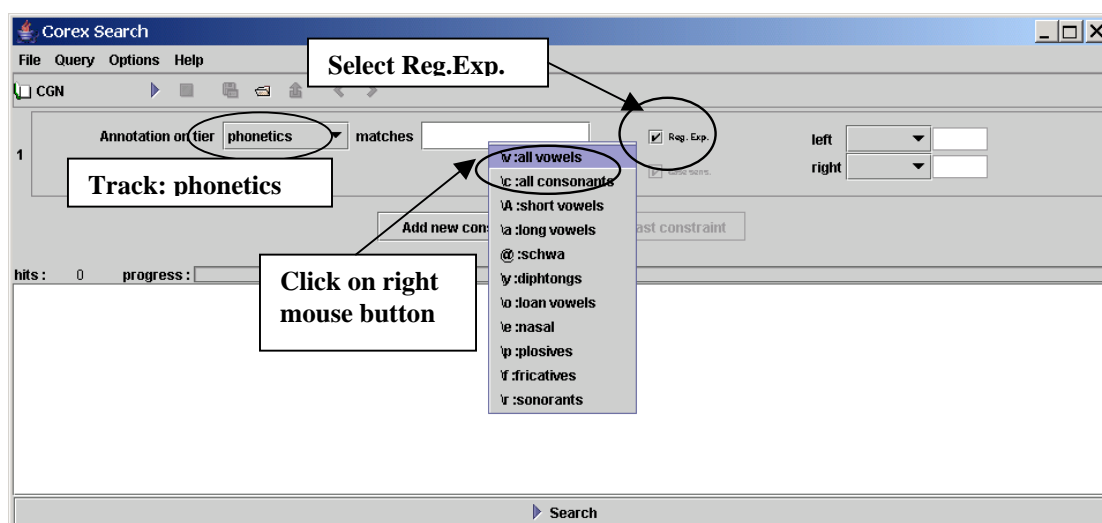 Corex Search
File Query Options Help
Select Reg.Exp.
CGN
1
Annotation on tier phonetics matches
Reg. Exp.
left
right
Track: phonetics
\v :all vowels
\c :all consonants
\A :short vowels
\a :long vowels
@ :schwa
\y :diphtongs
\o :loan vowels
\e :nasal
\p :plosives
\f :fricatives
\r :sonorants
Add new con
ast constraint
hits : 0 progress :
Click on right
mouse button
Search